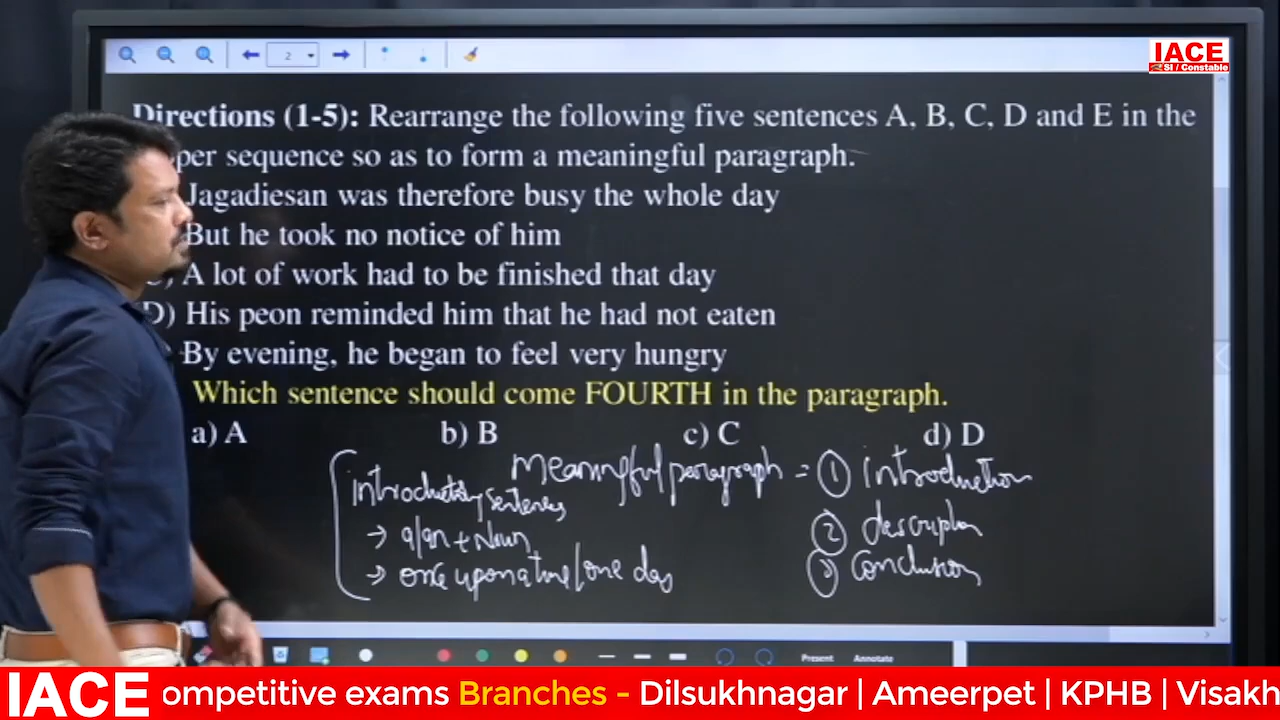 IACE
SI / Constable
2
Directions (1-5): Rearrange the following five sentences A, B, C, D and E in the
per sequence so as to form a meaningful paragraph.
Jagadiesan was therefore busy the whole day
But he took no notice of him
C) A lot of work had to be finished that day
D) His peon reminded him that he had not eaten
By evening, he began to feel very hungry
Which sentence should come FOURTH in the paragraph.
a) A b) B c) C d) D
Meaningful paragraph = ① introduction
introductory sentences
② description
→ a/an + Noun
③ conclusion
→ once upon a time / one day
Present Annotate
IACE ompetitive exams Branches - Dilsukhnagar | Ameerpet | KPHB | Visakh